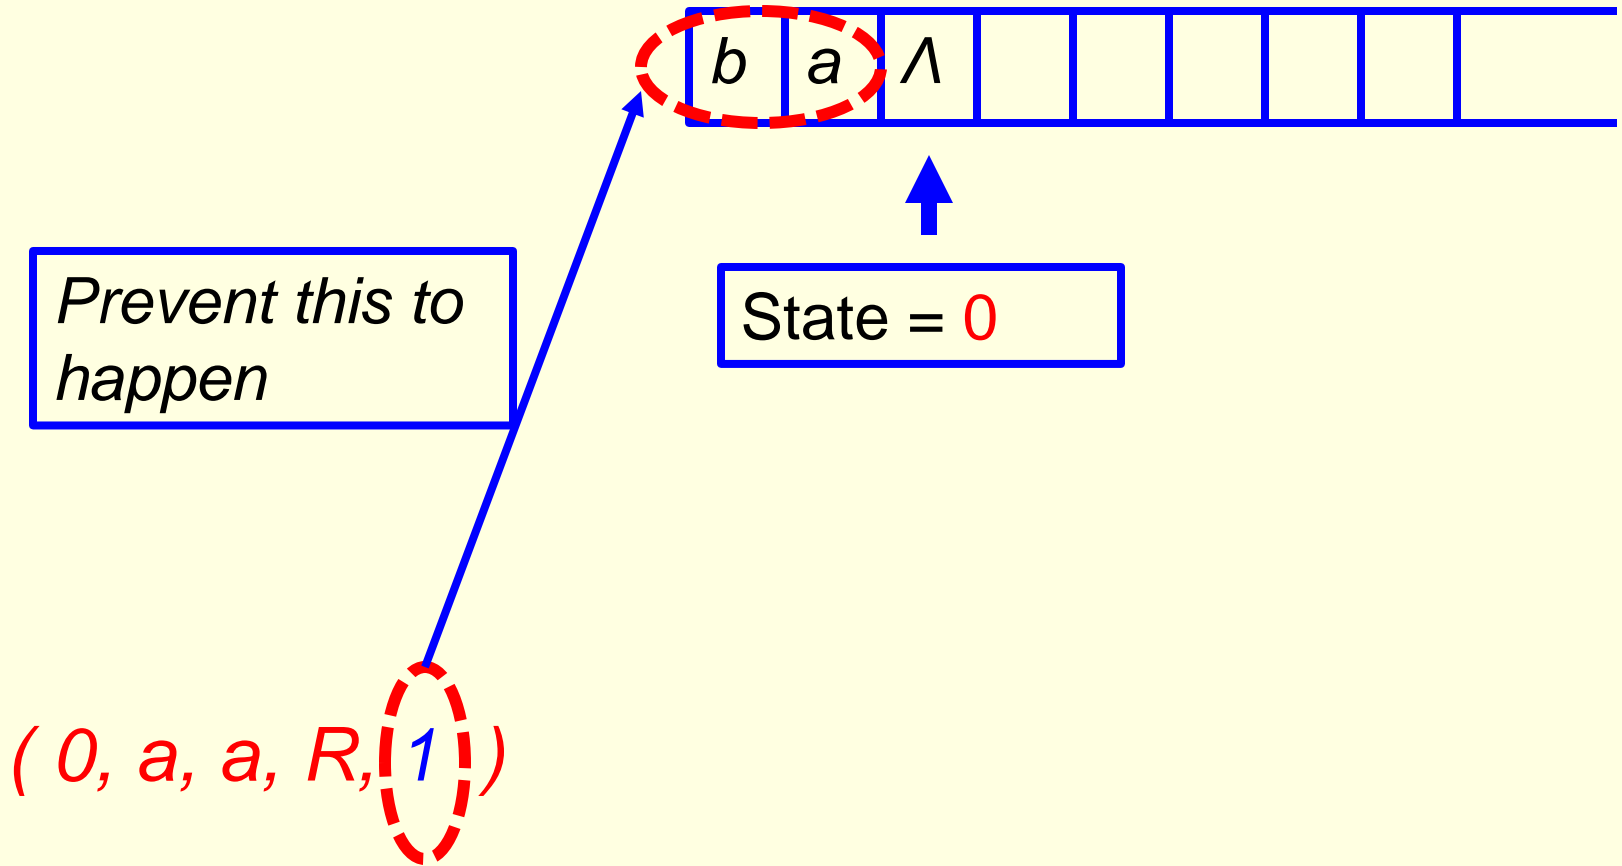 b a Λ
Prevent this to
happen
State = 0
( 0, a, a, R, 1 )